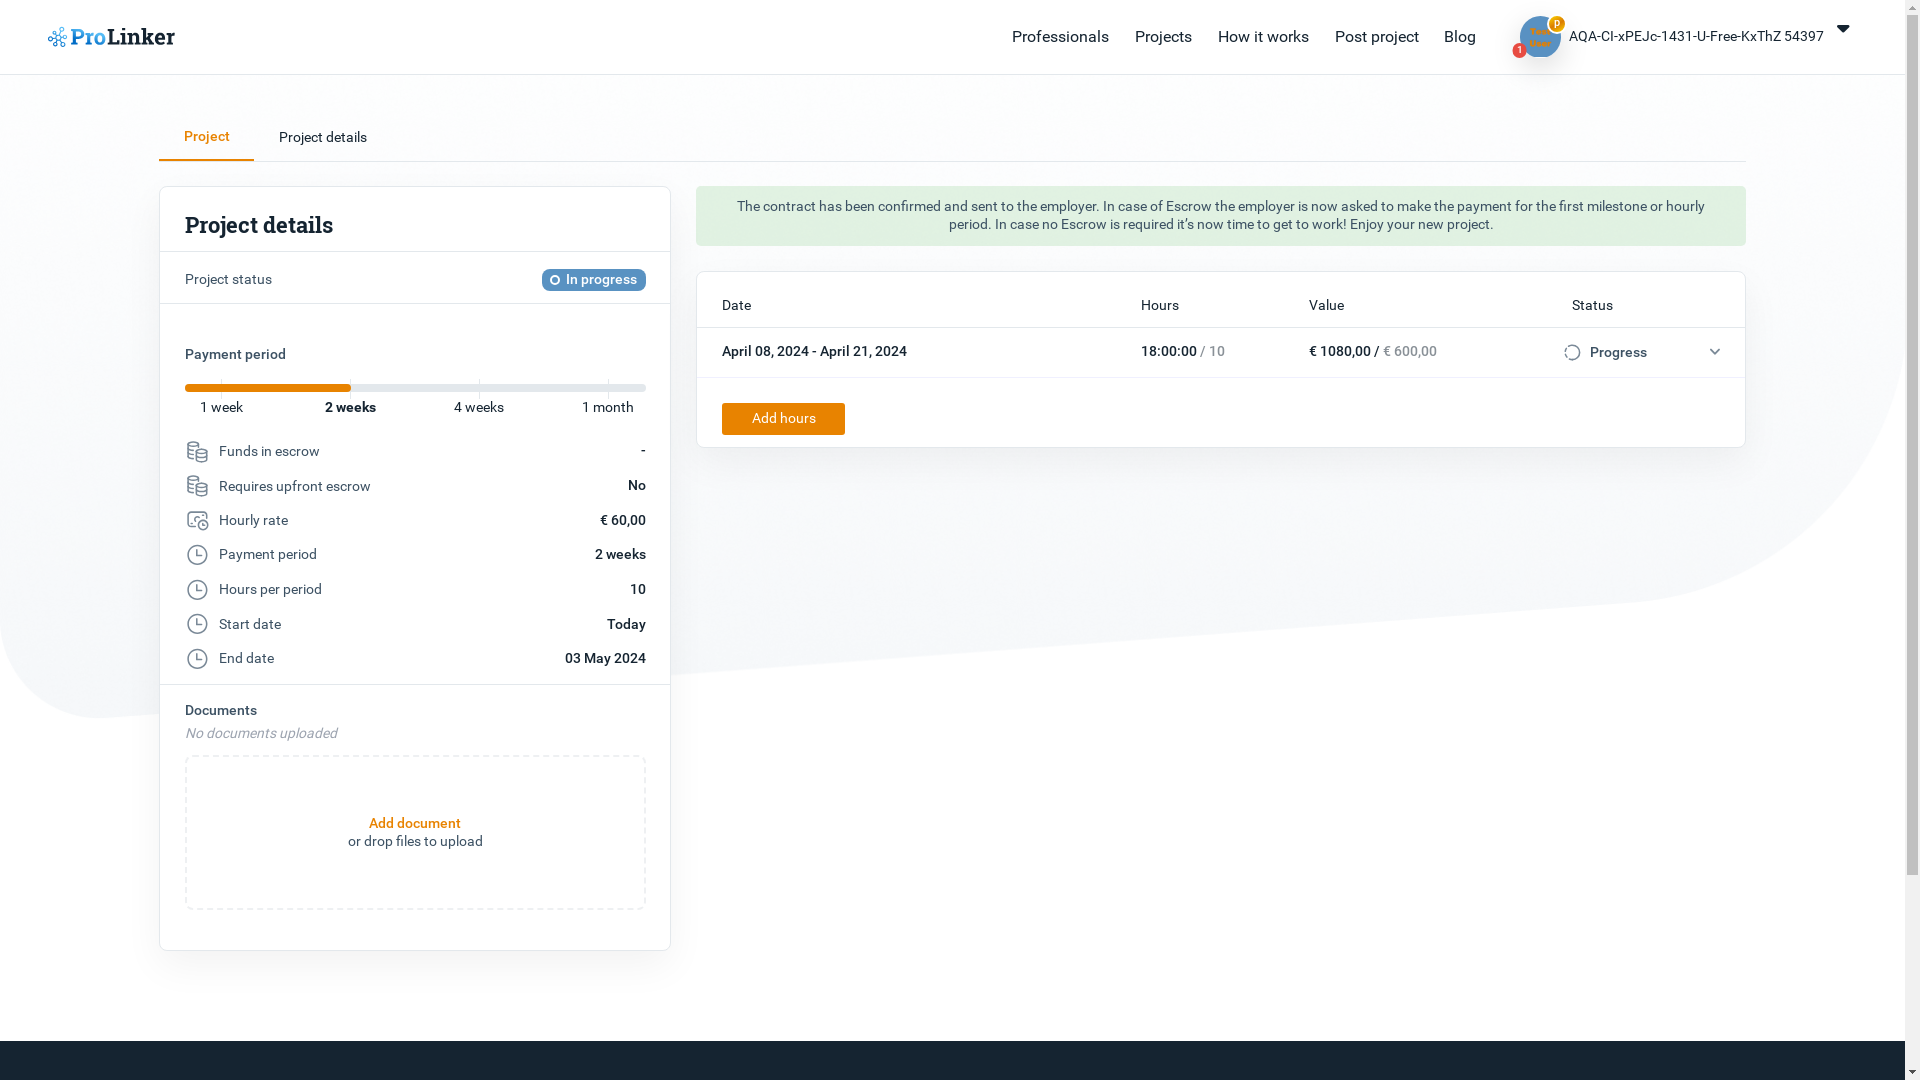 ProLinker
Professionals
Projects
How it works
Post project
Blog
P
1
AQA-CI-xPEJc-1431-U-Free-KxThZ 54397
Project
Project details
Project details
Project status
In progress
Payment period
1 week
2 weeks
4 weeks
1 month
Funds in escrow
-
Requires upfront escrow
No
Hourly rate
€ 60,00
Payment period
2 weeks
Hours per period
10
Start date
Today
End date
03 May 2024
Documents
No documents uploaded
Add document
or drop files to upload
The contract has been confirmed and sent to the employer. In case of Escrow the employer is now asked to make the payment for the first milestone or hourly
period. In case no Escrow is required it’s now time to get to work! Enjoy your new project.
Date
Hours
Value
Status
April 08, 2024 - April 21, 2024
18:00:00 / 10
€ 1080,00 / € 600,00
Progress
Add hours